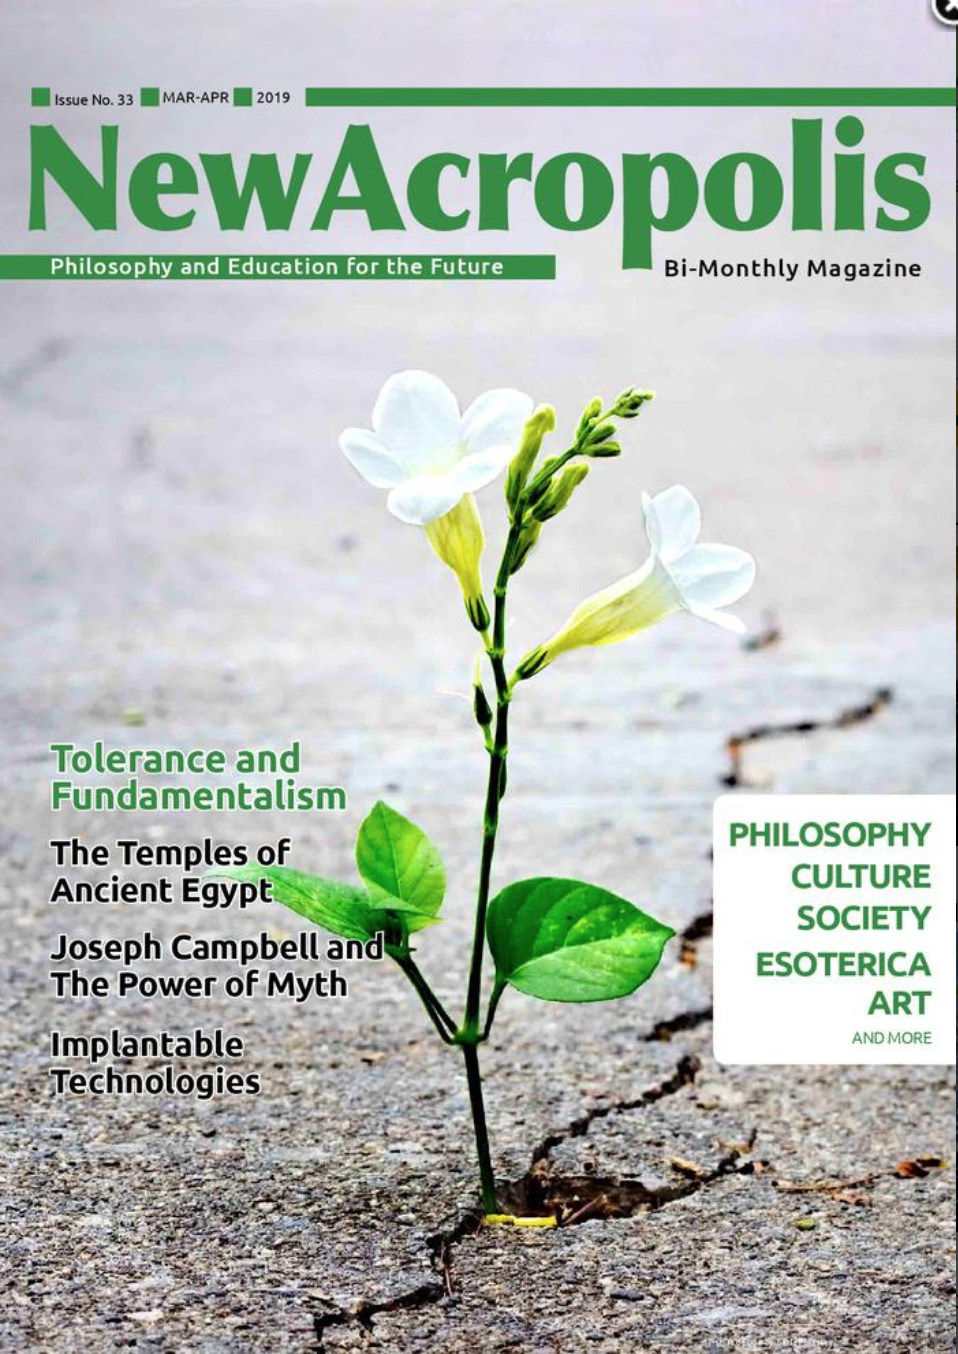 Issue No. 33 MAR-APR 2019
NewAcropolis
Philosophy and Education for the Future
Bi-Monthly Magazine
Tolerance and
Fundamentalism
The Temples of
Ancient Egypt
Joseph Campbell and
The Power of Myth
Implantable
Technologies
PHILOSOPHY
CULTURE
SOCIETY
ESOTERICA
ART
AND MORE